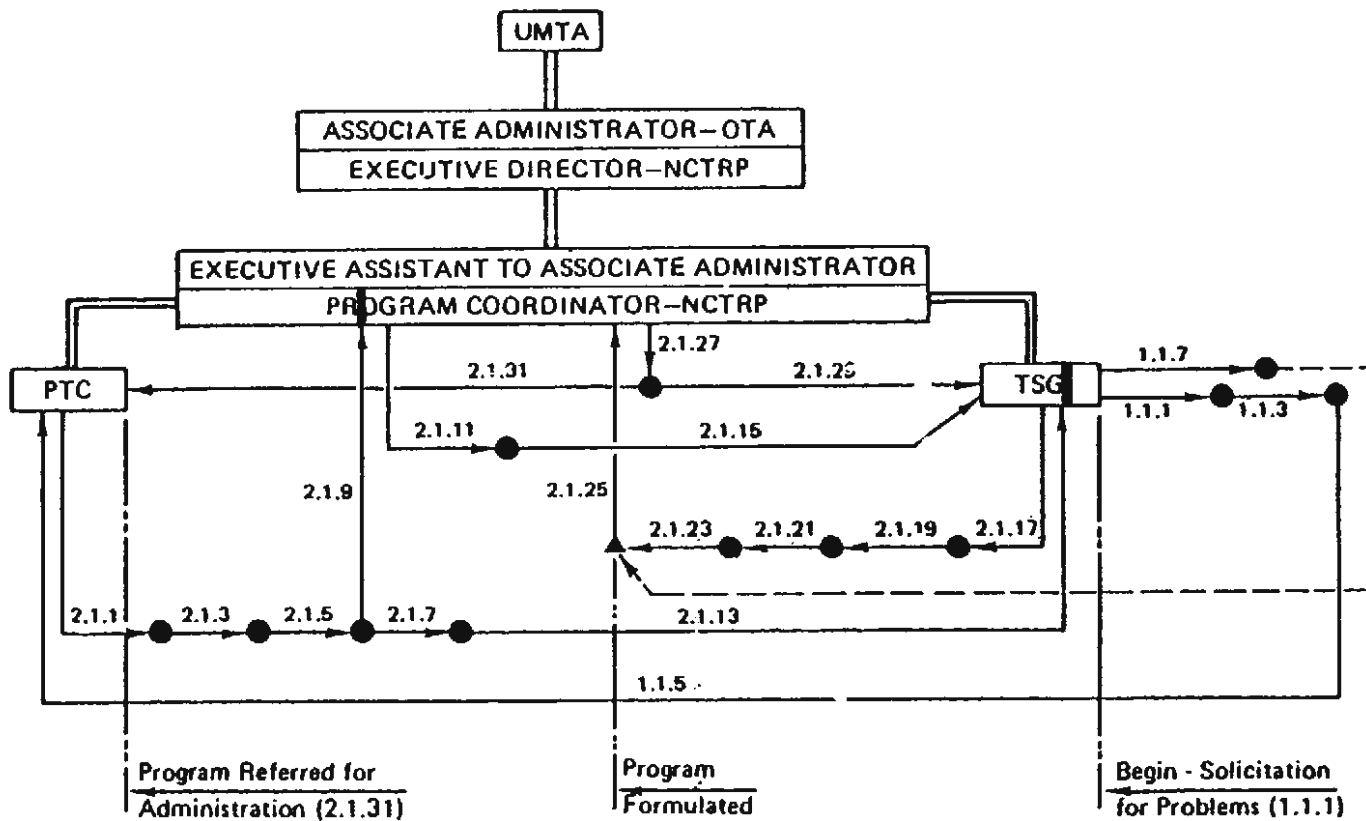 UMTA
ASSOCIATE ADMINISTRATOR-OTA
EXECUTIVE DIRECTOR-NCTRP
EXECUTIVE ASSISTANT TO ASSOCIATE ADMINISTRATOR
PROGRAM COORDINATOR-NCTRP
2.1.27
1.1.7
2.1.31
2.1.26
PTC
TSG
1.1.1
1.1.3
2.1.11
2.1.15
2.1.9
2.1.25
2.1.23
2.1.21
2.1.19
2.1.17
2.1.1
2.1.3
2.1.5
2.1.7
2.1.13
1.1.5
Program Referred for
Administration (2.1.31)
Program
Formulated
Begin - Solicitation
for Problems (1.1.1)